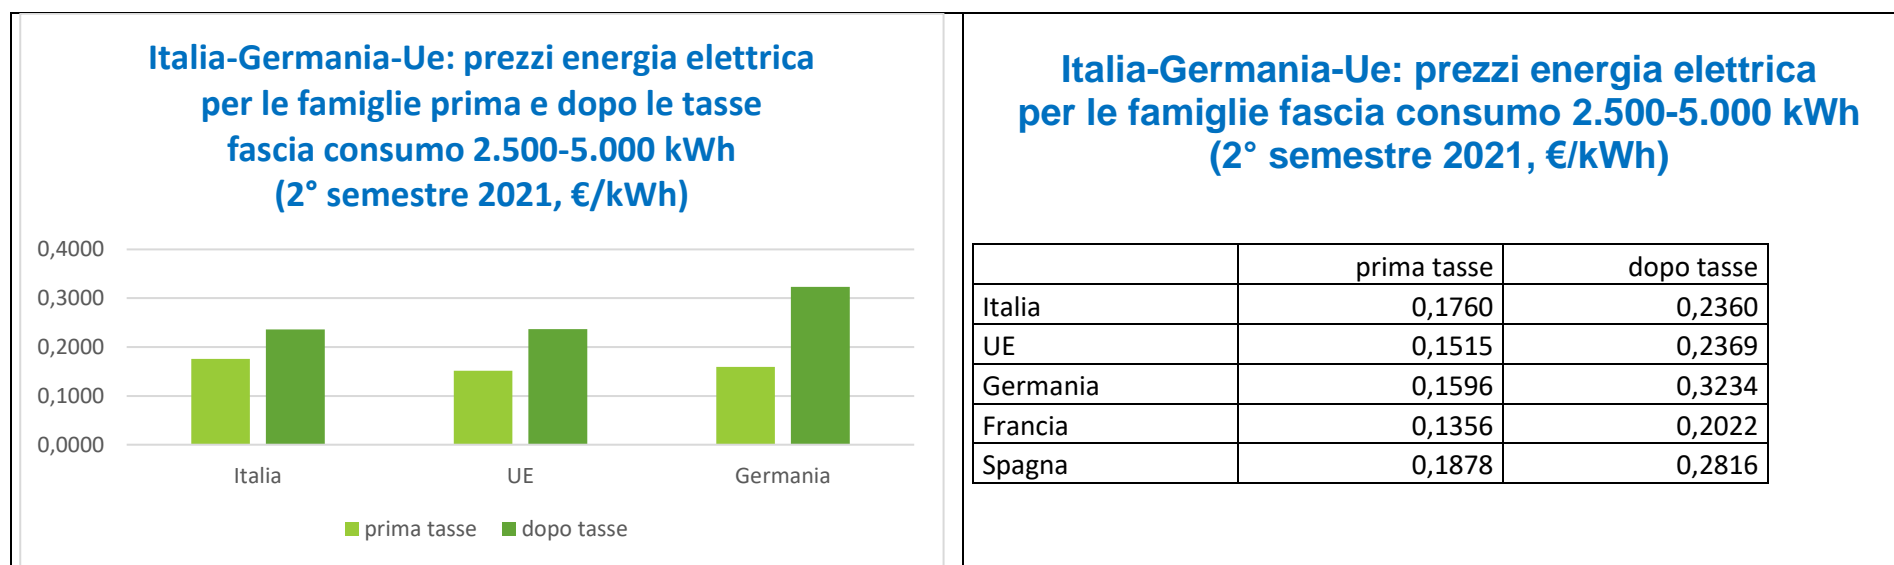 Italia-Germania-Ue: prezzi energia elettrica
per le famiglie prima e dopo le tasse
fascia consumo 2.500-5.000 kWh
(2° semestre 2021, €/kWh)
0,4000
0,3000
0,2000
0,1000
0,0000
Italia UE Germania
prima tasse dopo tasse
Italia-Germania-Ue: prezzi energia elettrica
per le famiglie fascia consumo 2.500-5.000 kWh
(2° semestre 2021, €/kWh)
prima tasse dopo tasse
Italia 0,1760 0,2360
UE 0,1515 0,2369
Germania 0,1596 0,3234
Francia 0,1356 0,2022
Spagna 0,1878 0,2816